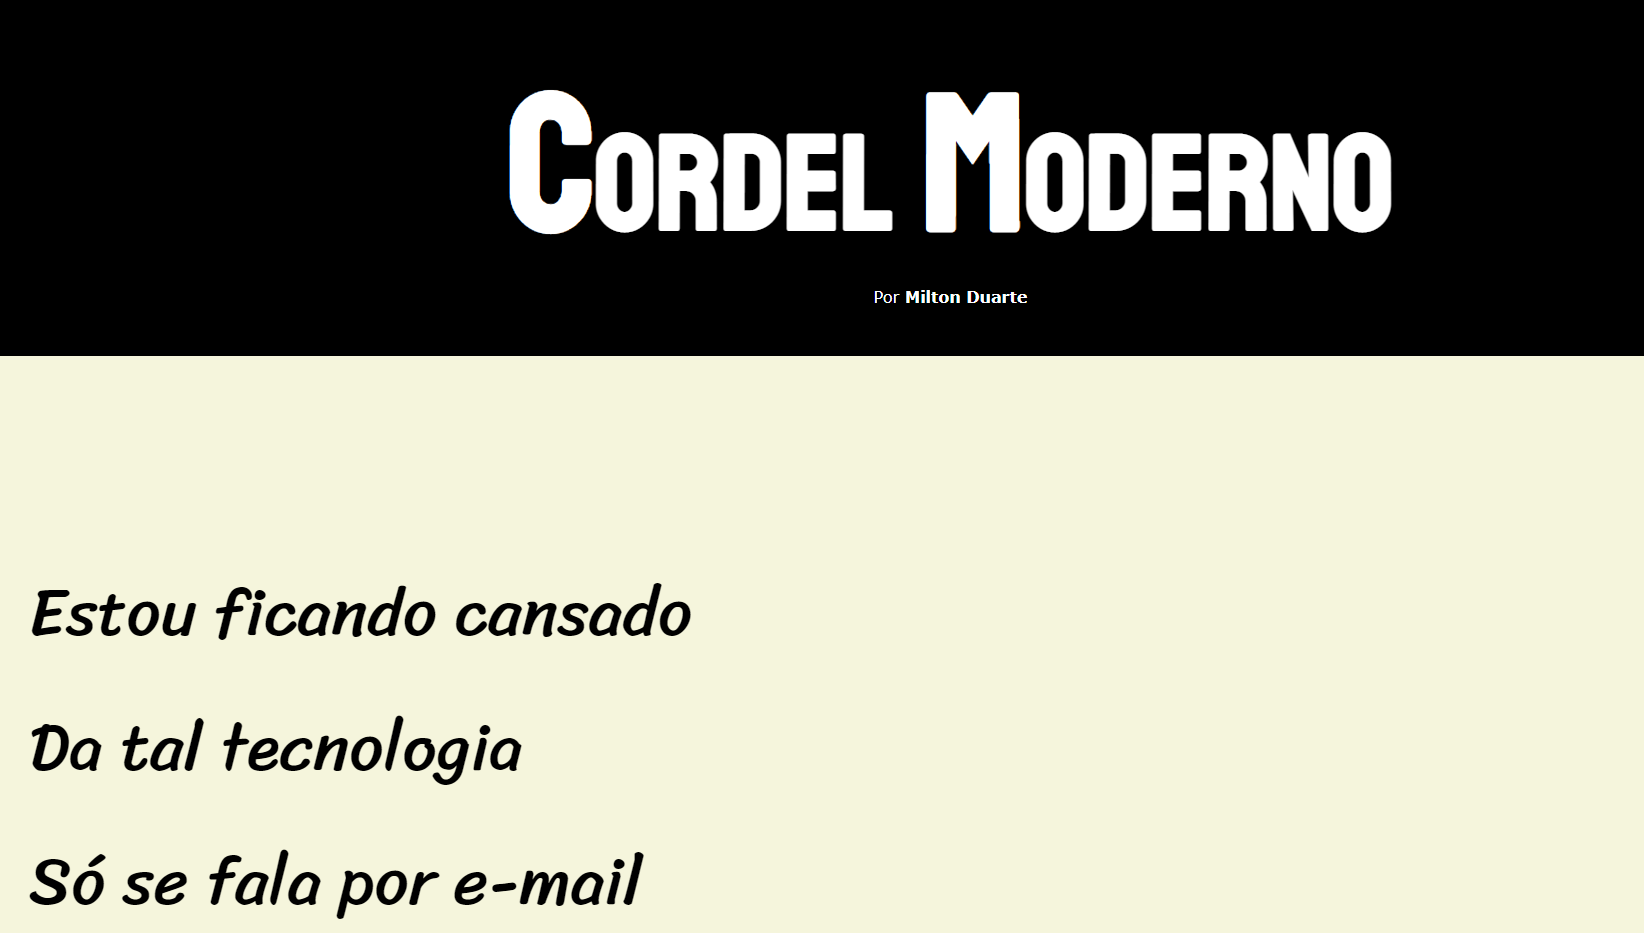 Cordel Moderno
Por Milton Duarte
Estou ficando cansado
Da tal tecnologia
Só se fala por e-mail